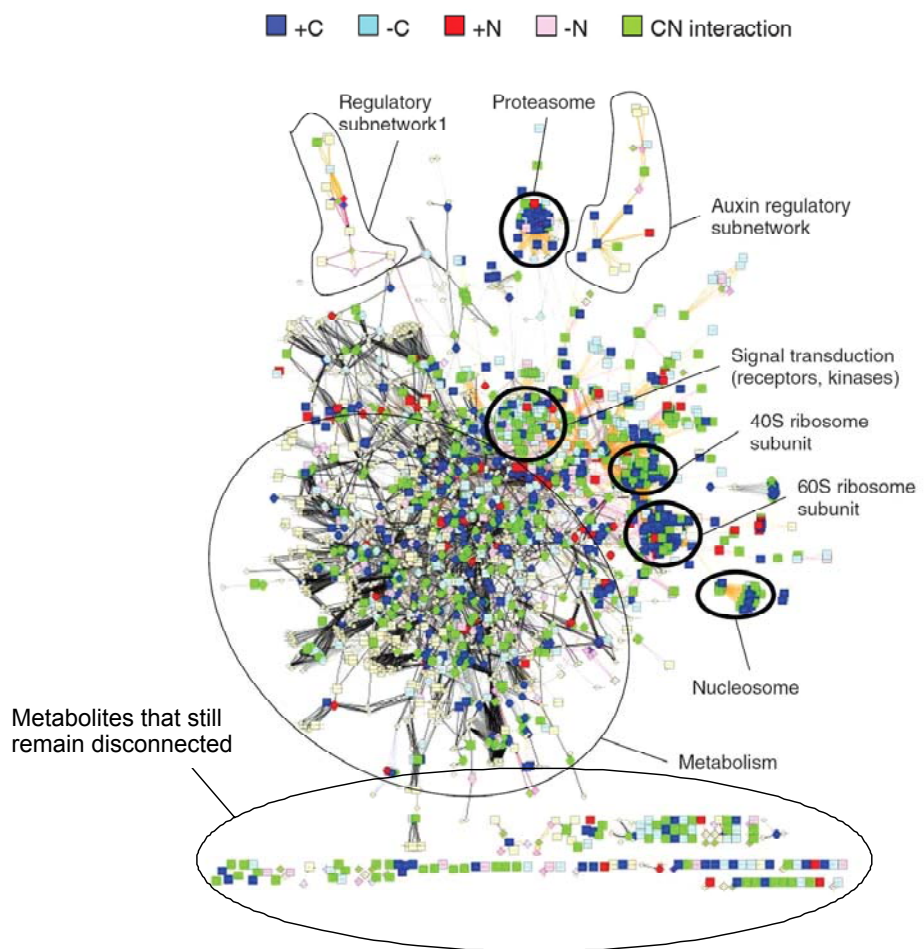 +C -C +N -N CN interaction
Regulatory
subnetwork1
Proteasome
Auxin regulatory
subnetwork
Signal transduction
(receptors, kinases)
40S ribosome
subunit
60S ribosome
subunit
Nucleosome
Metabolites that still
remain disconnected
Metabolism